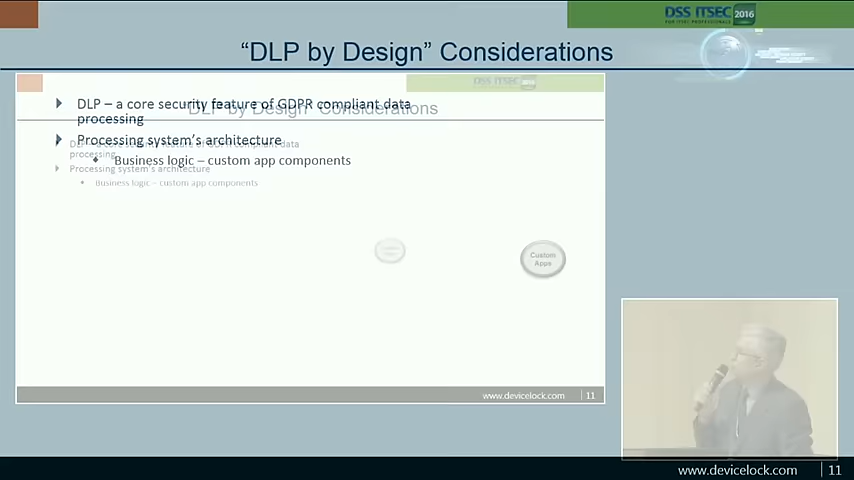 DSS ITSEC 2016
FOR ITSEC PROFESSIONALS
“DLP by Design” Considerations
DSS ITSEC
DLP – a core security feature of GDPR compliant data
processing
"DLP by Design" Considerations
Processing system’s architecture
Business logic – custom app components
DLP – a core security feature of GDPR compliant data
processing
Processing system's architecture
Business logic – custom app components
Custom
Apps
www.devicelock.com 11
www.devicelock.com 11